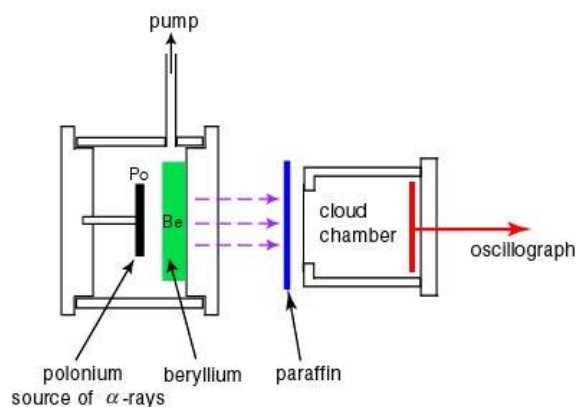 pump
Po
Be
cloud
chamber
oscillograph
polonium
source of α-rays
beryllium
paraffin